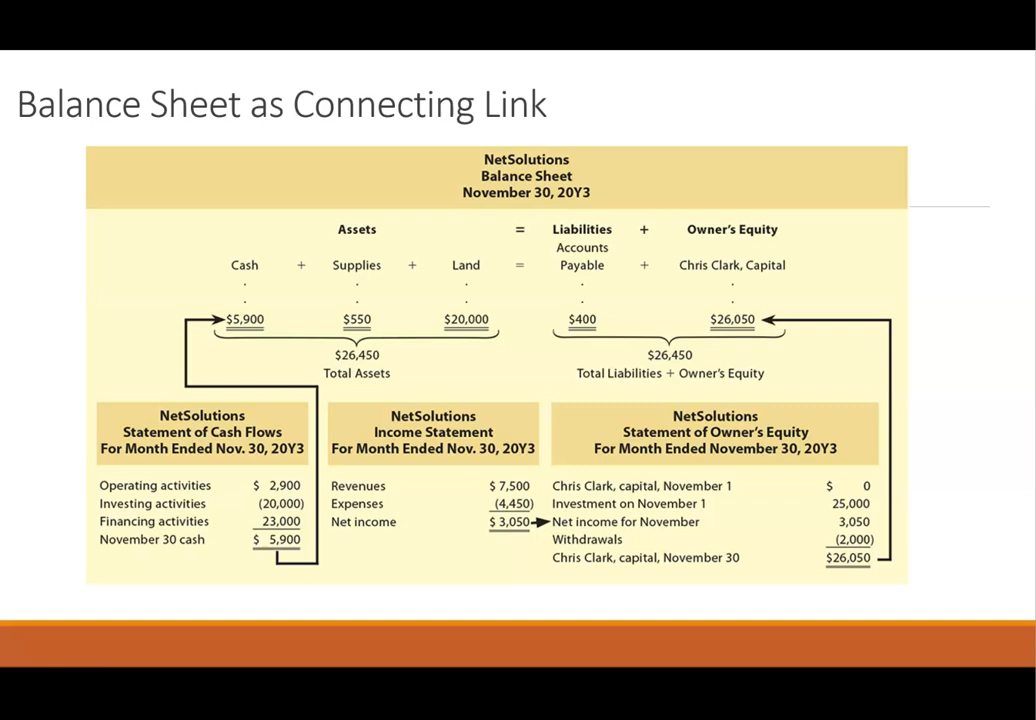 Balance Sheet as Connecting Link
NetSolutions
Balance Sheet
November 30, 20Y3
Assets = Liabilities + Owner's Equity
Accounts
Cash + Supplies + Land = Payable + Chris Clark, Capital
. . . . .
. . . . .
$5,900 $550 $20,000 $400 $26,050
$26,450 $26,450
Total Assets Total Liabilities + Owner's Equity
NetSolutions
Statement of Cash Flows
For Month Ended Nov. 30, 20Y3
Operating activities $ 2,900
Investing activities (20,000)
Financing activities 23,000
November 30 cash $ 5,900
NetSolutions
Income Statement
For Month Ended Nov. 30, 20Y3
Revenues $ 7,500
Expenses (4,450)
Net income $ 3,050
NetSolutions
Statement of Owner's Equity
For Month Ended November 30, 20Y3
Chris Clark, capital, November 1 $ 0
Investment on November 1 25,000
Net income for November 3,050
Withdrawals (2,000)
Chris Clark, capital, November 30 $26,050